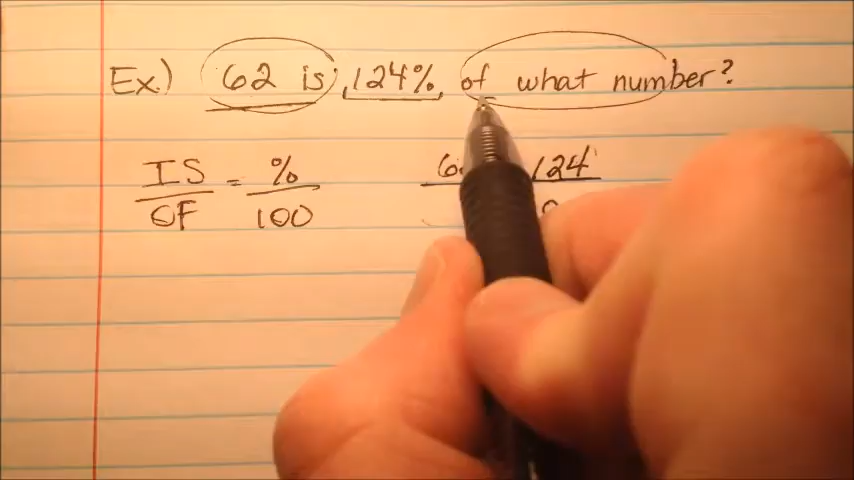 Ex) 62 is 124% of what number?
IS % 124
OF = 100